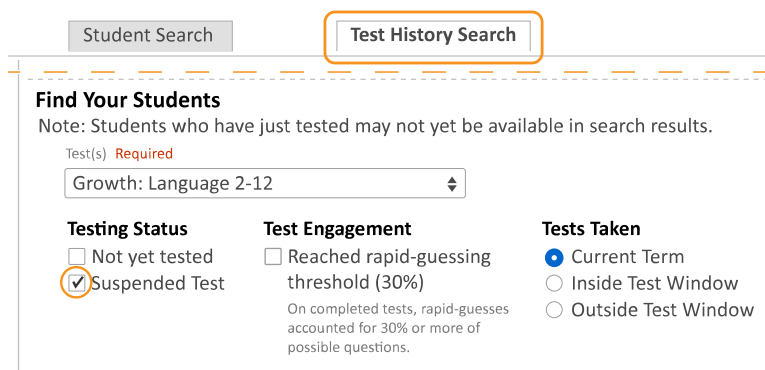 Student Search
Test History Search
Find Your Students
Note: Students who have just tested may not yet be available in search results.
Test(s) Required
Growth: Language 2-12
Testing Status
Not yet tested
Suspended Test
Test Engagement
Reached rapid-guessing
threshold (30%)
On completed tests, rapid-guesses
accounted for 30% or more of
possible questions.
Tests Taken
Current Term
Inside Test Window
Outside Test Window